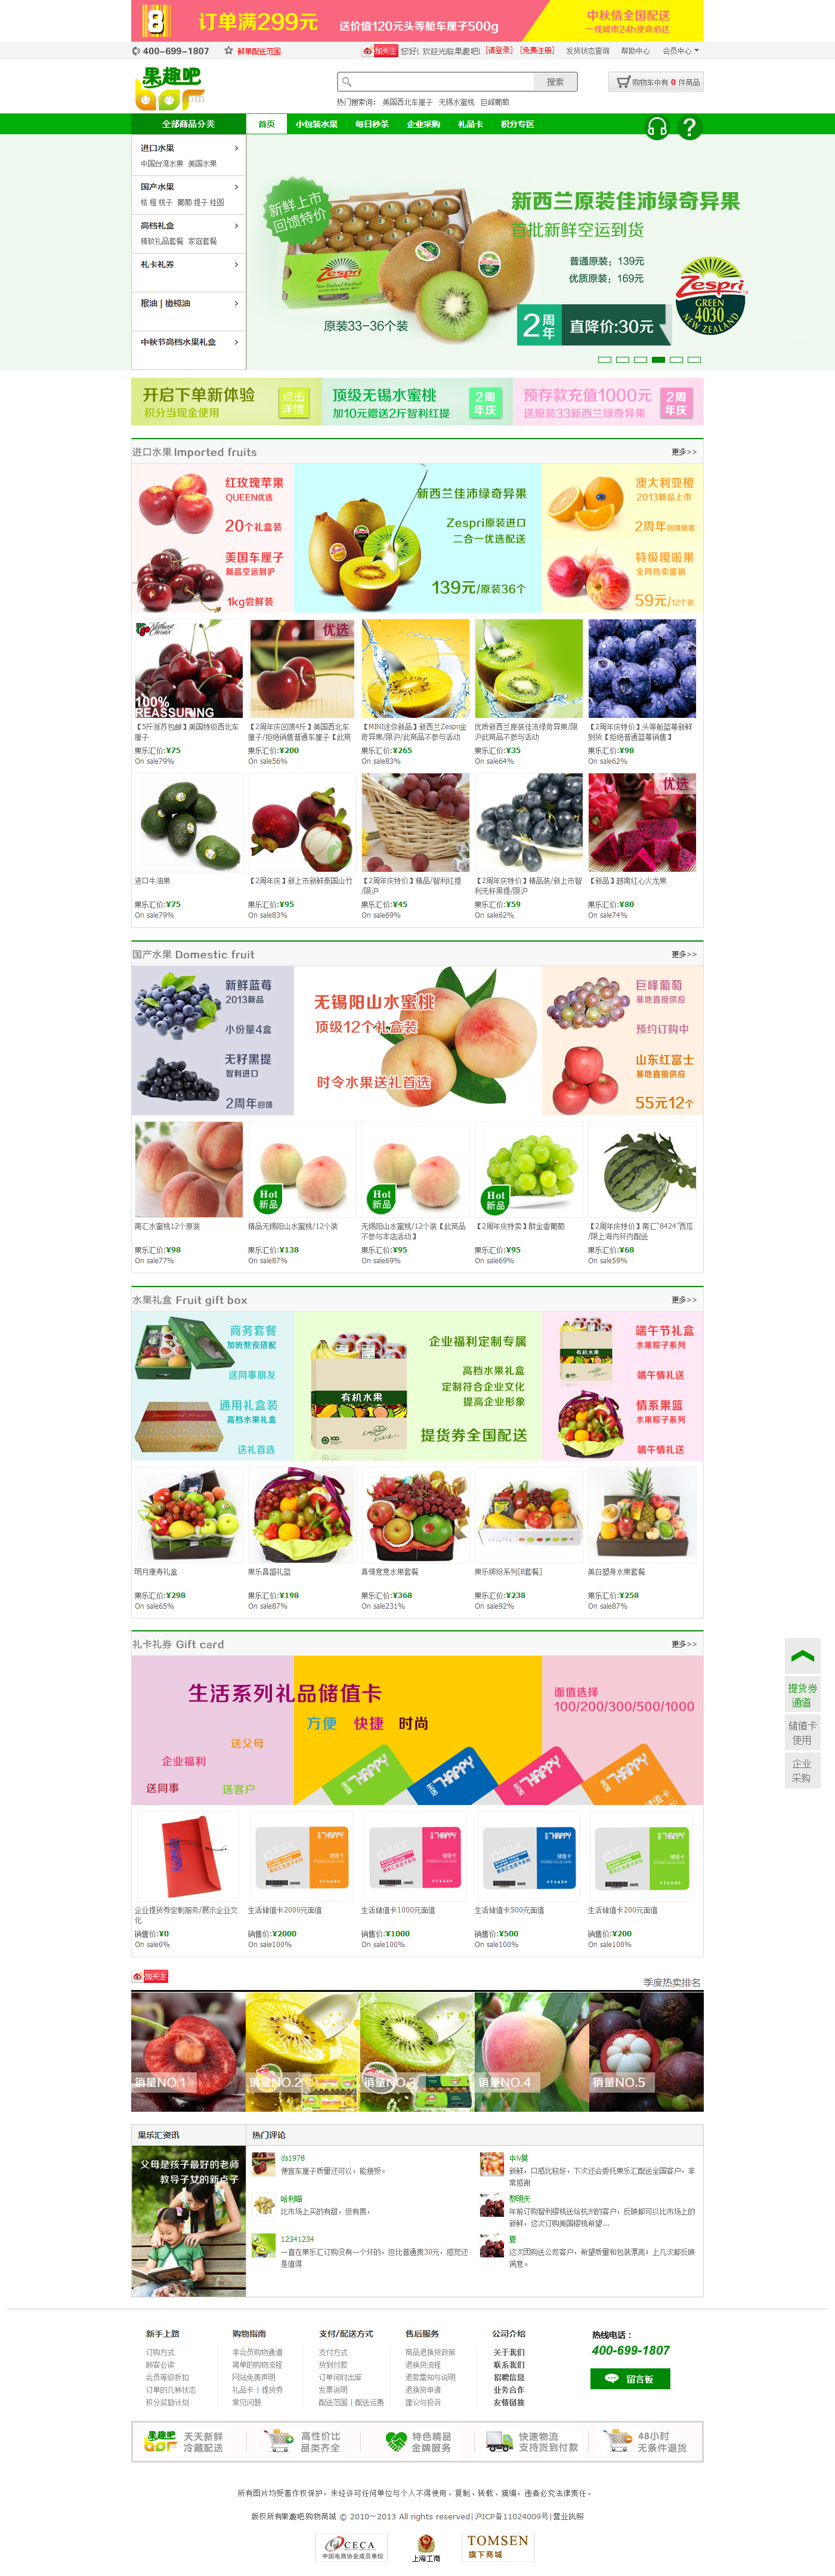 订单满299元
送价值120元头等舱车厘子500g
中秋情全国配送
一线城市24h使命必达
400-699-1807
鲜果配送范围
加关注 您好! 欢迎光临果趣吧! [请登录] [免费注册] 发货状态查询 帮助中心 会员中心
果趣吧
搜索
购物车中有 0 件商品
热门搜索词: 美国西北车厘子 无锡水蜜桃 巨峰葡萄
全部商品分类 首页 小包装水果 每日秒杀 企业采购 礼品卡 积分专区
进口水果
中国台湾水果 美国水果
国产水果
桔 榴 桃子 葡萄 提子 桂圆
高档礼盒
精致礼品套餐 家庭套餐
礼卡礼券
粮油 | 橄榄油
中秋节高档水果礼盒
新鲜上市
回馈特价
原装33-36个装
新西兰原装佳沛绿奇异果
首批新鲜空运到货
普通原装:139元
优质原装:169元
2周年 直降价:30元
Zespri
GREEN
4030
NEW ZEALAND
开启下单新体验
积分当现金使用
点击详情
顶级无锡水蜜桃
加10元赠送2斤智利红提
2周年庆
预存款充值1000元
送原装33新西兰绿奇异果
2周年庆
进口水果 Imported fruits 更多>>
红玫瑰苹果
QUEEN优选
20个礼盒装
美国车厘子
新品空运到沪
1kg尝鲜装
新西兰佳沛绿奇异果
Zespri原装进口
二合一优选配送
139元/原装36个
澳大利亚橙
2013新品上市
2周年回馈顾客
特级嘎啦果
全网热卖促销
59元/12个装
100%
REASSURING
优选
【5斤涨苏包邮】美国特级西北车厘子
果乐汇价:¥75
On sale79%
【2周年庆回馈4斤】美国西北车厘子/拒绝销售普通车厘子【此商
果乐汇价:¥200
On sale56%
【MINI迷你新品】新西兰Zespri金奇异果/限沪/此商品不参与活动
果乐汇价:¥265
On sale83%
优质新西兰原装佳沛绿奇异果/限沪此商品不参与活动
果乐汇价:¥35
On sale64%
【2周年庆特价】头等舱蓝莓新鲜到货【拒绝普通蓝莓销售】
果乐汇价:¥98
On sale62%
优选
进口牛油果
果乐汇价:¥75
On sale79%
【2周年庆】新上市新鲜泰国山竹
果乐汇价:¥95
On sale83%
【2周年庆特价】精品/智利红提/限沪
果乐汇价:¥45
On sale69%
【2周年庆特价】精品装/新上市智利无籽黑提/限沪
果乐汇价:¥59
On sale62%
【新品】越南红心火龙果
果乐汇价:¥80
On sale74%
国产水果 Domestic fruit 更多>>
新鲜蓝莓
2013新品
小份量4盒
无籽黑提
智利进口
2周年回馈
无锡阳山水蜜桃
顶级12个礼盒装
时令水果送礼首选
巨峰葡萄
基地直接供应
预约订购中
山东红富士
基地直接供应
55元12个
Hot
新品
Hot
新品
Hot
新品
南汇水蜜桃12个原装
果乐汇价:¥98
On sale77%
精品无锡阳山水蜜桃/12个装
果乐汇价:¥138
On sale87%
无锡阳山水蜜桃/12个装【此商品不参与本店活动】
果乐汇价:¥95
On sale69%
【2周年庆特卖】醉金香葡萄
果乐汇价:¥95
On sale69%
【2周年庆特价】南汇"8424"西瓜/限上海内环内配送
果乐汇价:¥68
On sale59%
水果礼盒 Fruit gift box 更多>>
商务套餐
加班熬夜搭配
送同事朋友
通用礼盒装
高档水果礼盒
送礼首选
有机水果
企业福利定制专属
高档水果礼盒
定制符合企业文化
提高企业形象
提货券全国配送
端午节礼盒
水果粽子系列
端午情礼送
情系果篮
水果粽子系列
端午情礼送
明月康寿礼盒
果乐汇价:¥298
On sale65%
果乐昌盛礼篮
果乐汇价:¥198
On sale87%
真情意意水果套餐
果乐汇价:¥368
On sale231%
果乐缤纷系列[B套餐]
果乐汇价:¥238
On sale92%
美白塑身水果套餐
果乐汇价:¥258
On sale87%
提货券
通道
储值卡
使用
企业
采购
礼卡礼券 Gift card 更多>>
生活系列礼品储值卡
方便 快捷 时尚
送父母
企业福利
送同事 送客户
面值选择
100/200/300/500/1000
企业提货券定制服务/展示企业文化
销售价:¥0
On sale0%
生活储值卡2000元面值
销售价:¥2000
On sale100%
生活储值卡1000元面值
销售价:¥1000
On sale100%
生活储值卡500元面值
销售价:¥500
On sale100%
生活储值卡200元面值
销售价:¥200
On sale100%
加关注
季度热卖排名
销量NO.1 销量NO.2 销量NO.3 销量NO.4 销量NO.5
果乐汇资讯 热门评论
父母是孩子最好的老师
教导子女的新点子
ds1978
便宜车厘子质量还可以，能接受。
哈利喵
比市场上买的有甜，但有贵，
12341234
一直在果乐汇订购没有一个坏的，但比普通贵30元，感觉还是值得
中lv昊
新鲜，口感比较好，下次还会委托果乐汇配送全国客户，非常感谢
黎明天
年前订购智利樱桃送给杭州的客户，反映都可以比市场上的新鲜，这次订购美国樱桃希望...
夏
这次团购送公司客户，希望质量和包装漂亮；上几次都反映满意。
新手上路 购物指南 支付/配送方式 售后服务 公司介绍
订购方式 非会员购物通道 支付方式 商品退换货政策 关于我们
顾客必读 简单的购物流程 货到付款 退换货流程 联系我们
会员等级折扣 网站免责声明 订单何时出库 退款需知与说明 招聘信息
订单的几种状态 礼品卡 | 提货券 发票说明 退换货申请 业务合作
积分奖励计划 常见问题 配送范围 | 配送运费 建议与投诉 友情链接
热线电话：
400-699-1807
留言板
果趣吧 天天新鲜
冷藏配送
高性价比
品类齐全
特色精品
金牌服务
快速物流
支持货到付款
48小时
无条件退货
所有图片均受著作权保护，未经许可任何单位与个人不得使用、复制、转载、摘编，违者必究法律责任。
版权所有果趣吧购物商城 © 2010～2013 All rights reserved|沪ICP备11024009号|营业执照
CECA
中国电商协会成员单位
上海工商
TOMSEN
旗下商城